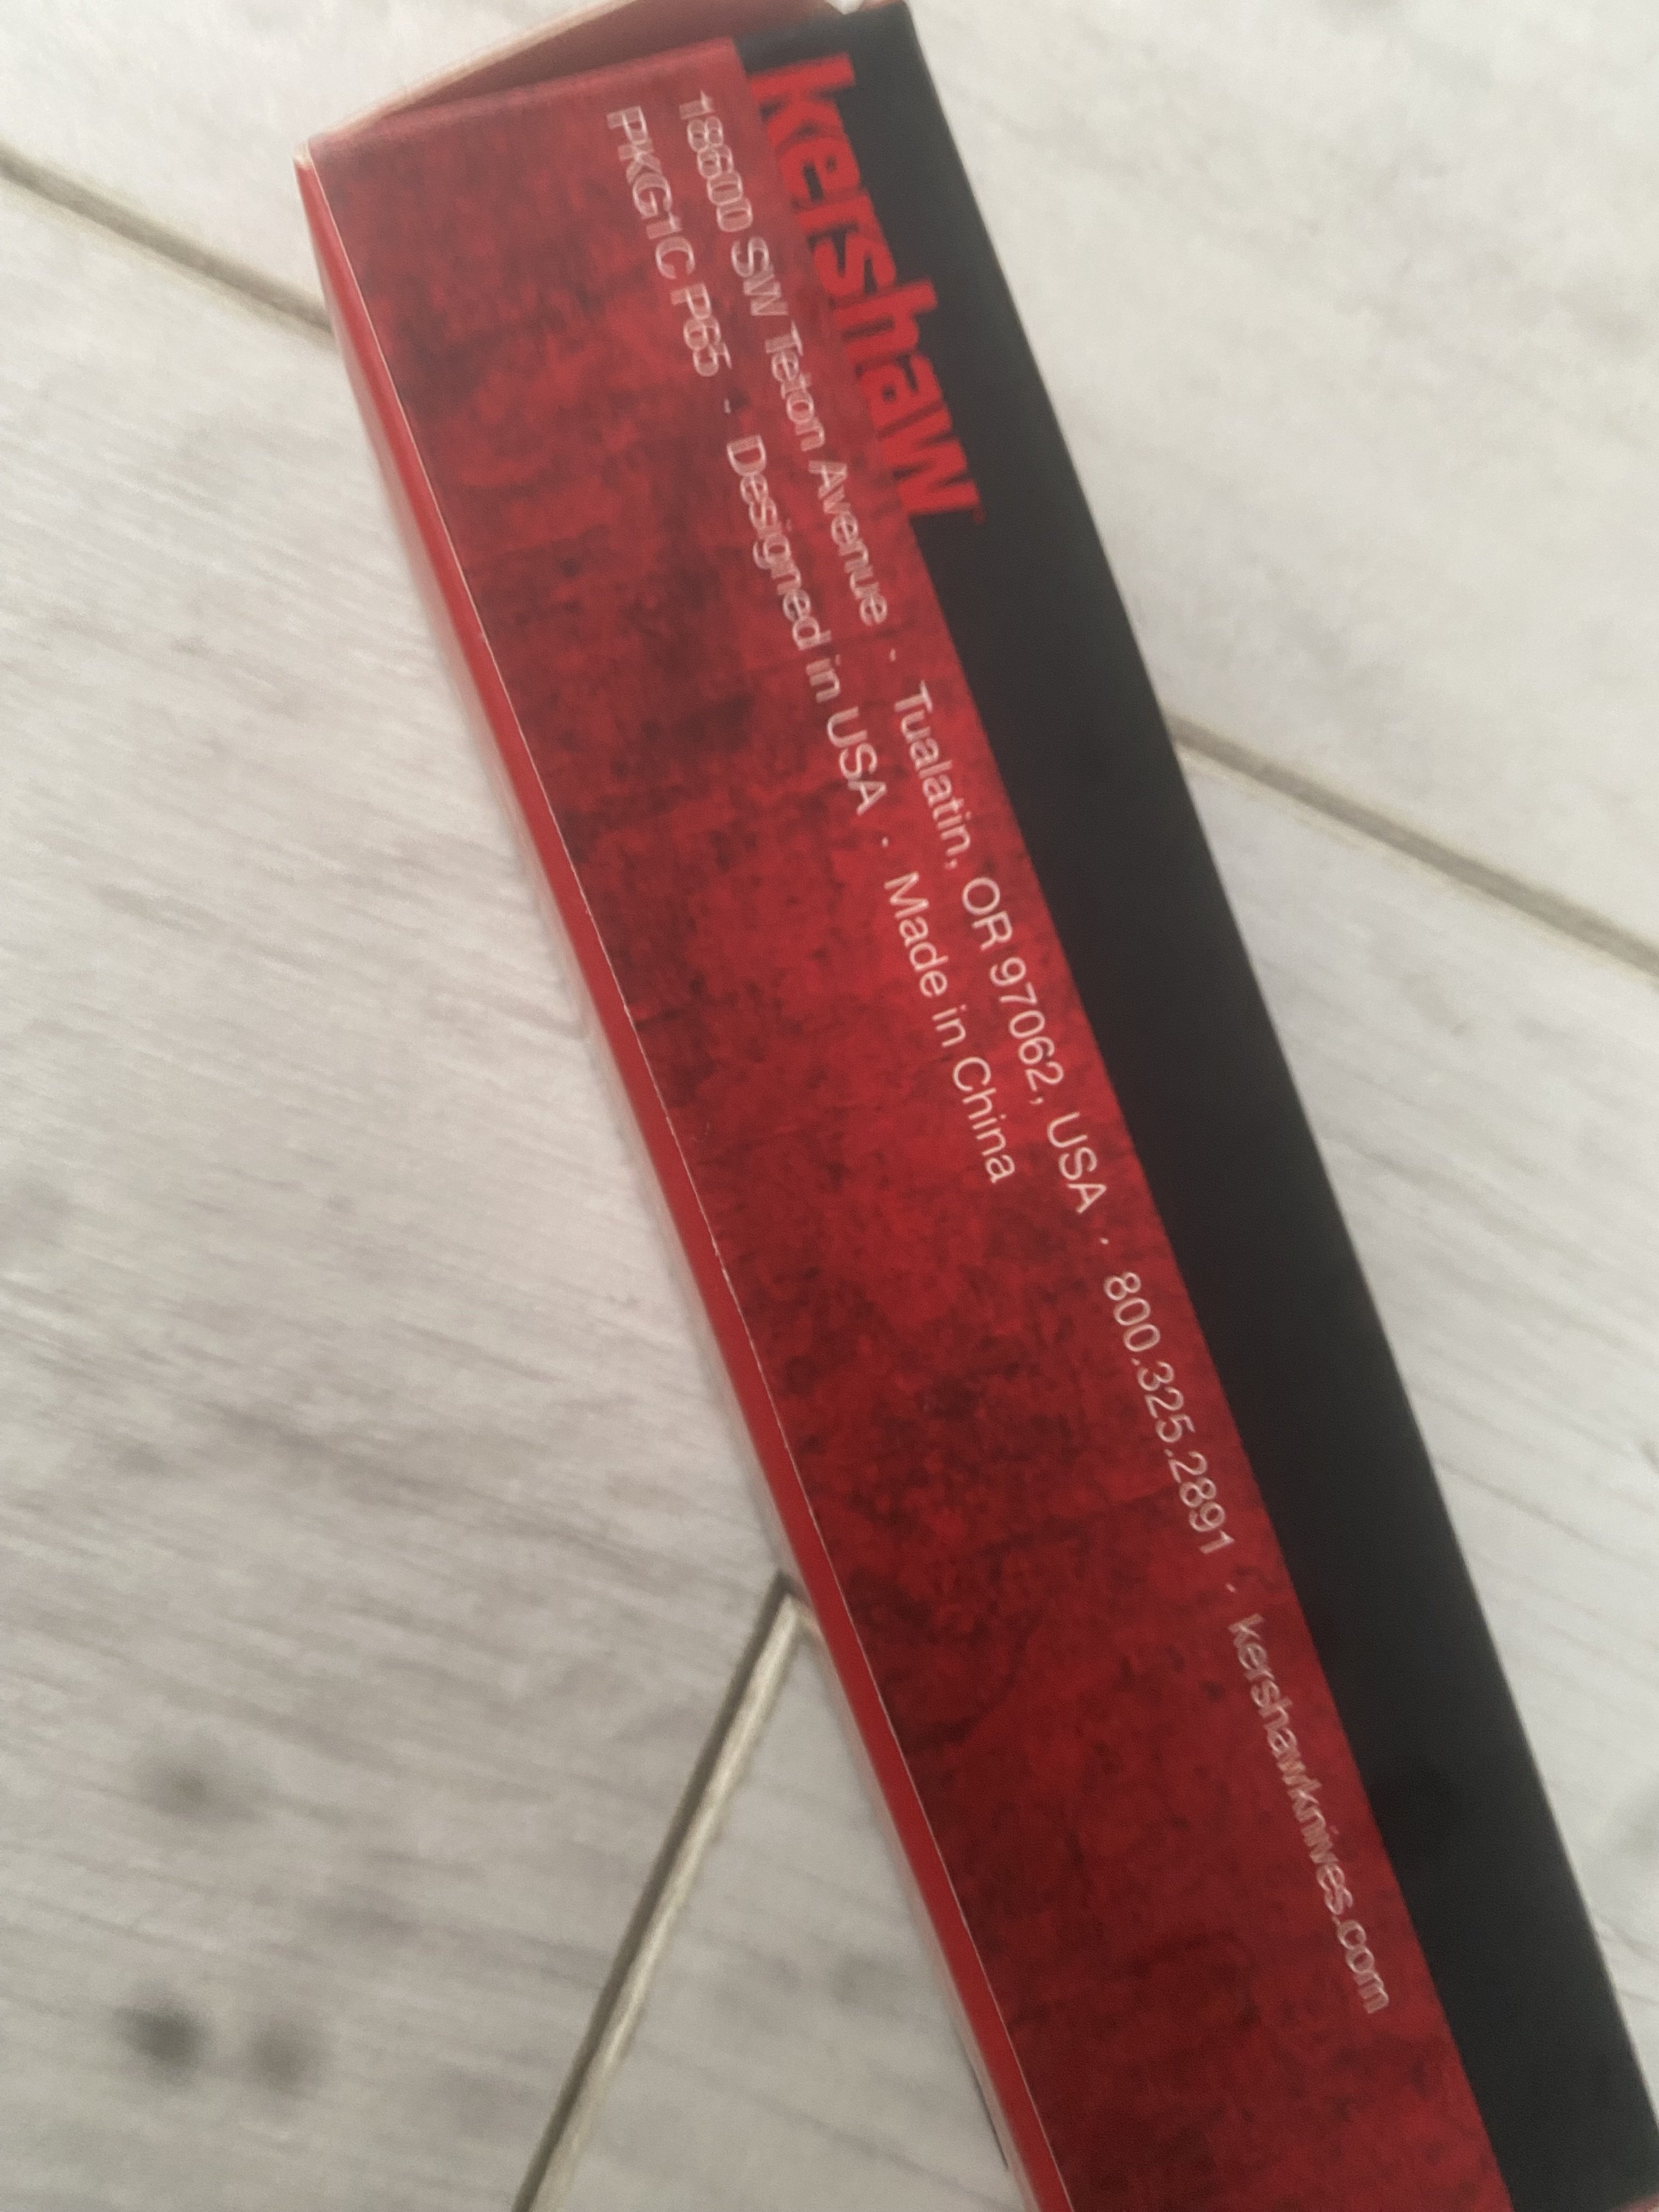 kershaw™
18600 SW Teton Avenue · Tualatin, OR 97062, USA · 800.325.2891 · kershawknives.com
PKG1C P65 · Designed in USA · Made in China